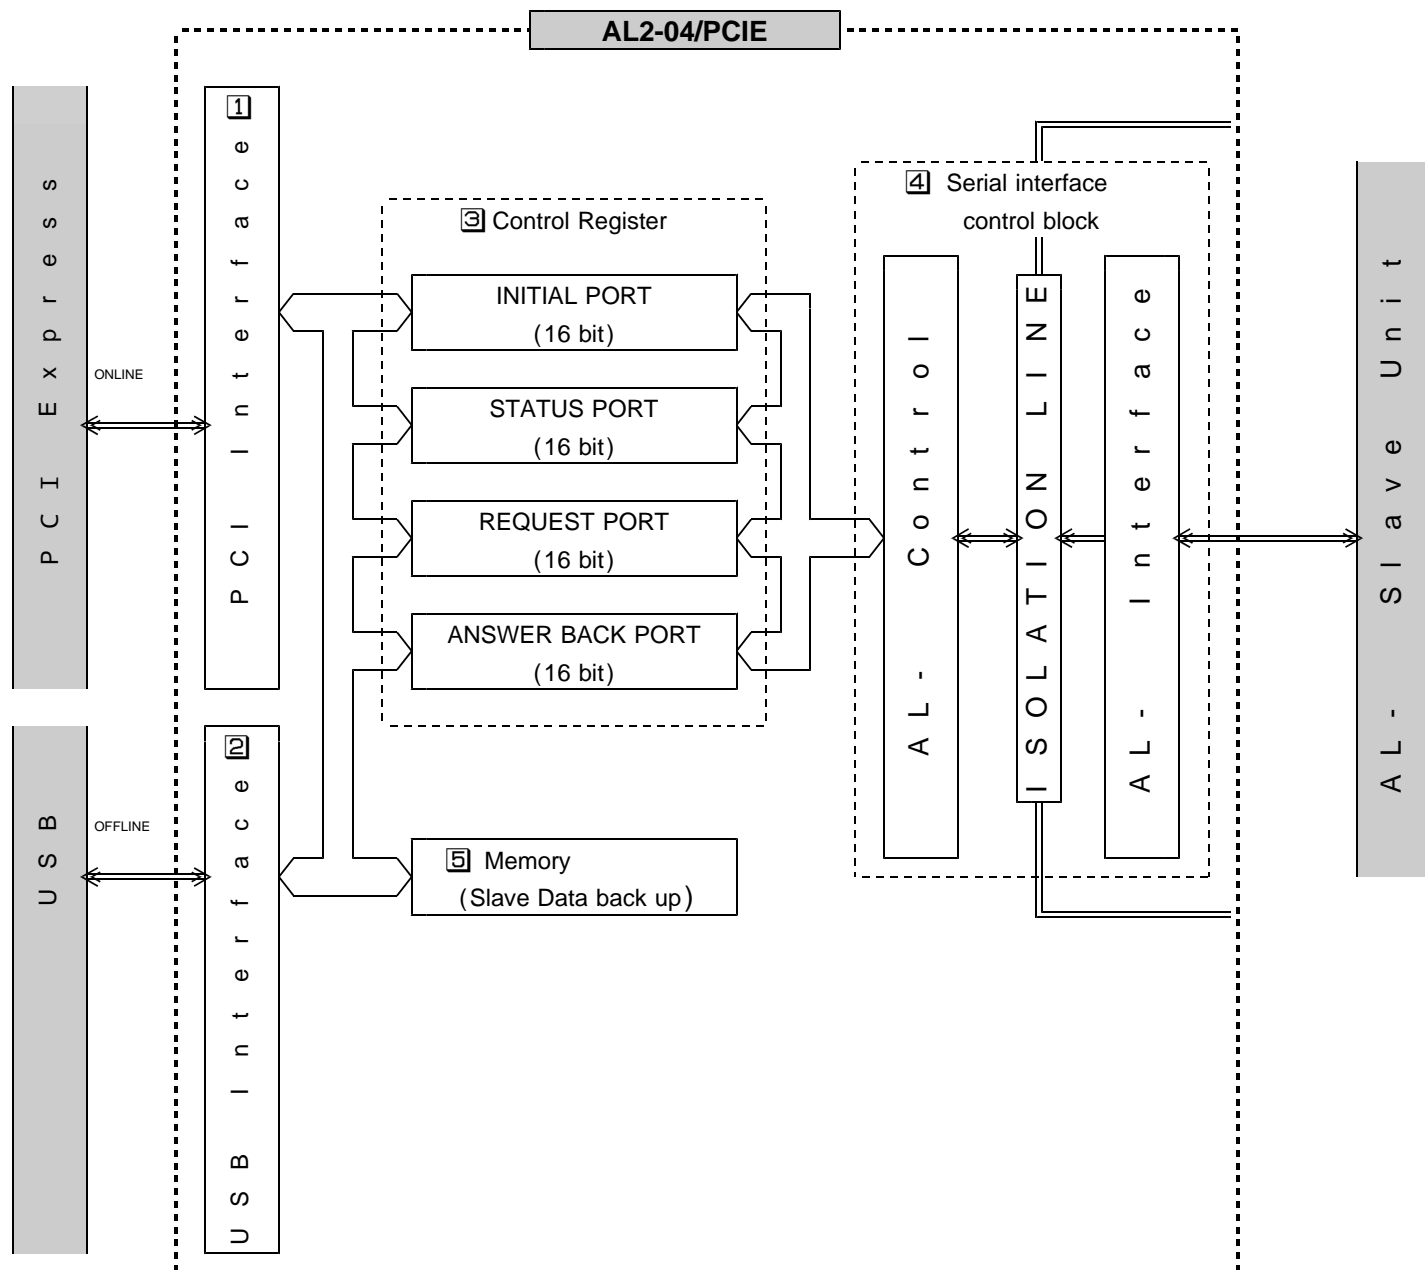 AL2-04/PCIE
PCI Express
ONLINE
1
PCI Interface
3 Control Register
INITIAL PORT
(16 bit)
STATUS PORT
(16 bit)
REQUEST PORT
(16 bit)
ANSWER BACK PORT
(16 bit)
4 Serial interface
control block
AL- Control
ISOLATION LINE
AL- Interface
AL- Slave Unit
USB
OFFLINE
2
USB Interface
5 Memory
(Slave Data back up)